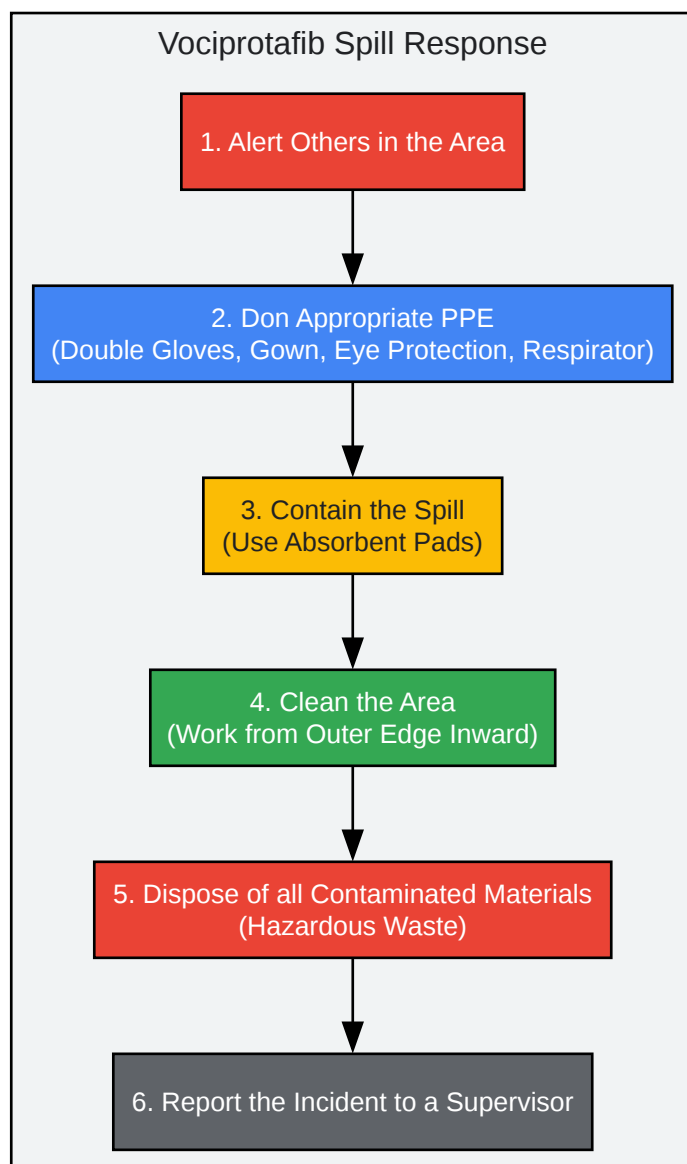 Vociprotafib Spill Response
1. Alert Others in the Area
2. Don Appropriate PPE
(Double Gloves, Gown, Eye Protection, Respirator)
3. Contain the Spill
(Use Absorbent Pads)
4. Clean the Area
(Work from Outer Edge Inward)
5. Dispose of all Contaminated Materials
(Hazardous Waste)
6. Report the Incident to a Supervisor